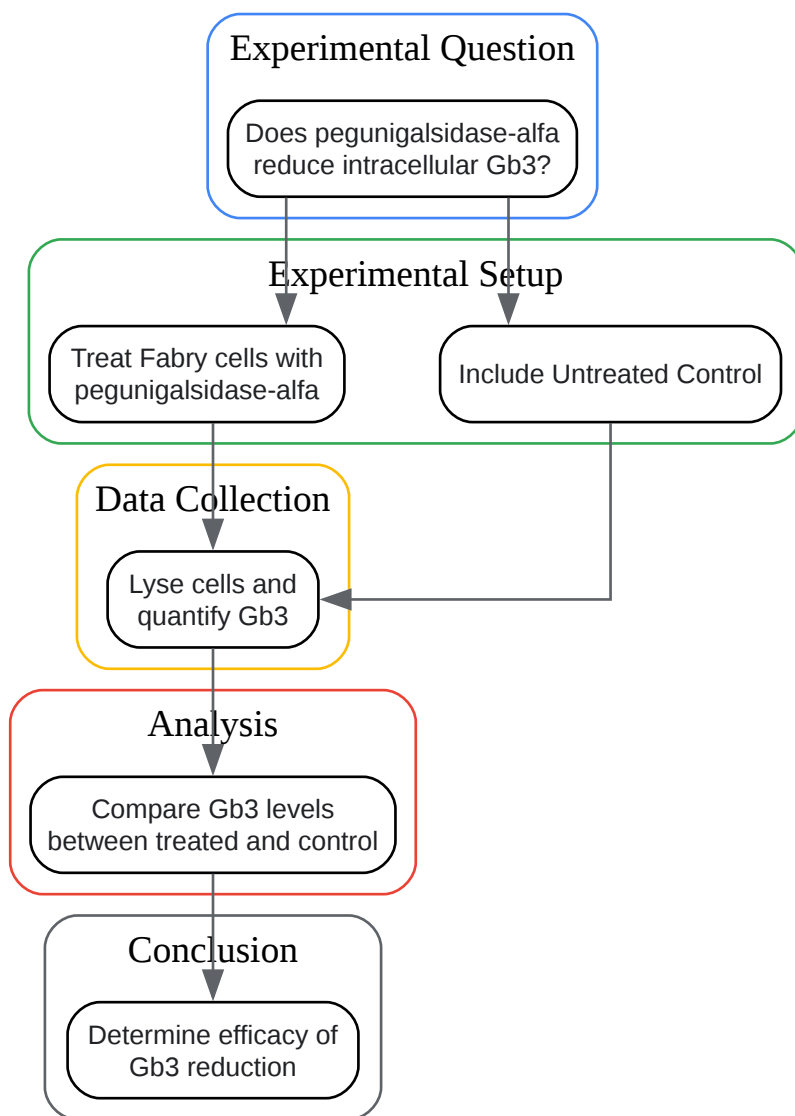 Experimental Question
Does pegunigalsidase-alfa
reduce intracellular Gb3?
Experimental Setup
Treat Fabry cells with
pegunigalsidase-alfa
Include Untreated Control
Data Collection
Lyse cells and
quantify Gb3
Analysis
Compare Gb3 levels
between treated and control
Conclusion
Determine efficacy of
Gb3 reduction